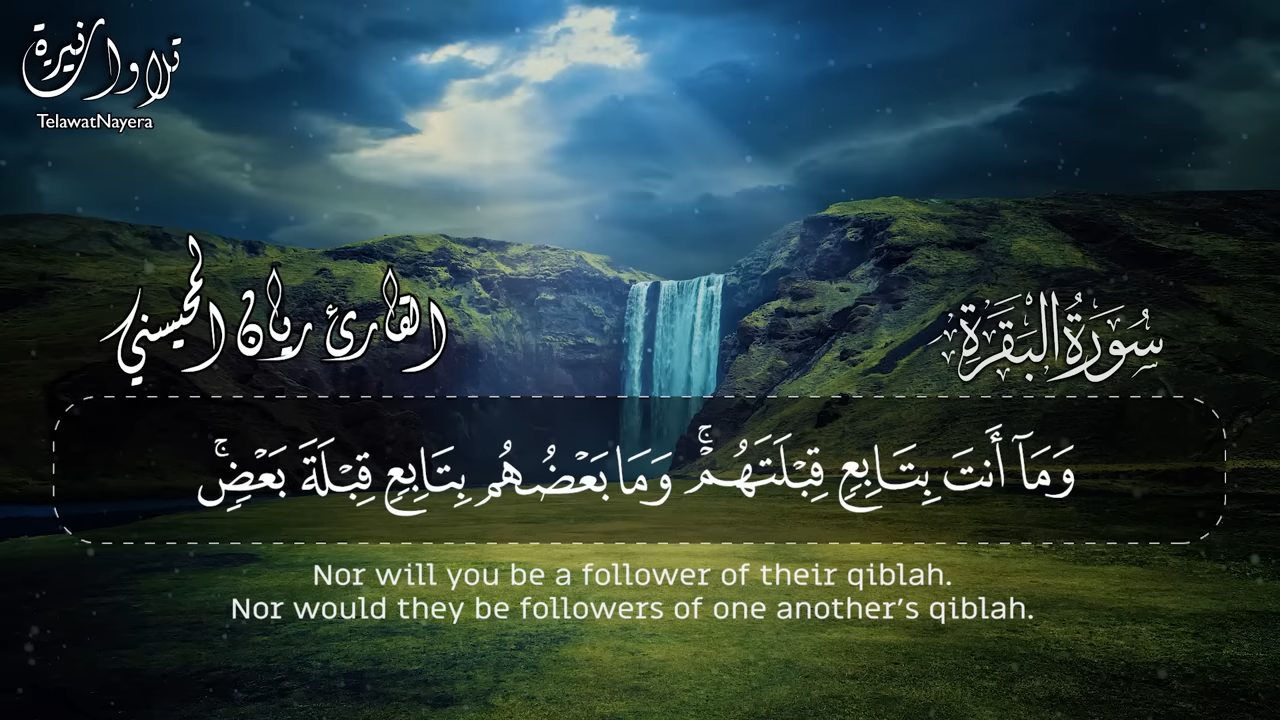 تلاوات نيرة
TelawatNayera
سُورَةُ البَقَرَة
القارئ ريان المحيسني
وَمَآ أَنتَ بِتَابِعٍ قِبْلَتَهُمْ ۚ وَمَا بَعْضُهُم بِتَابِعٍ قِبْلَةَ بَعْضٍ ۚ
Nor will you be a follower of their qiblah.
Nor would they be followers of one another's qiblah.